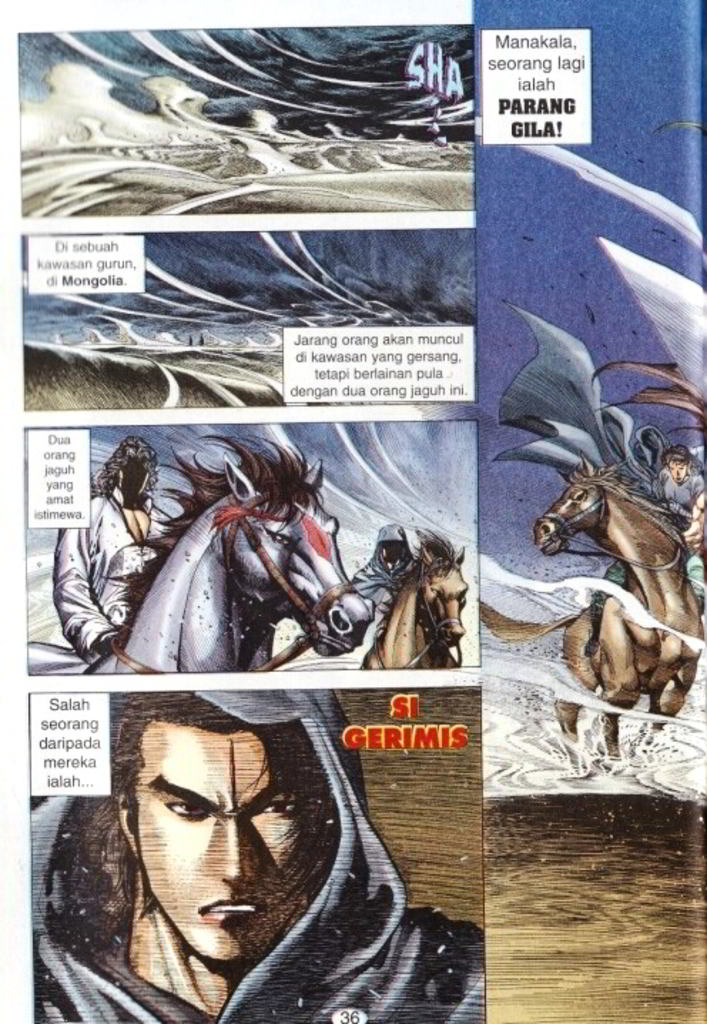 SHA
Di sebuah
kawasan gurun,
di Mongolia.
Jarang orang akan muncul
di kawasan yang gersang,
tetapi berlainan pula
dengan dua orang jaguh ini.
Dua
orang
jaguh
yang
amat
istimewa.
Salah
seorang
daripada
mereka
ialah...
SI
GERIMIS
Manakala,
seorang lagi
ialah
PARANG
GILA!
36